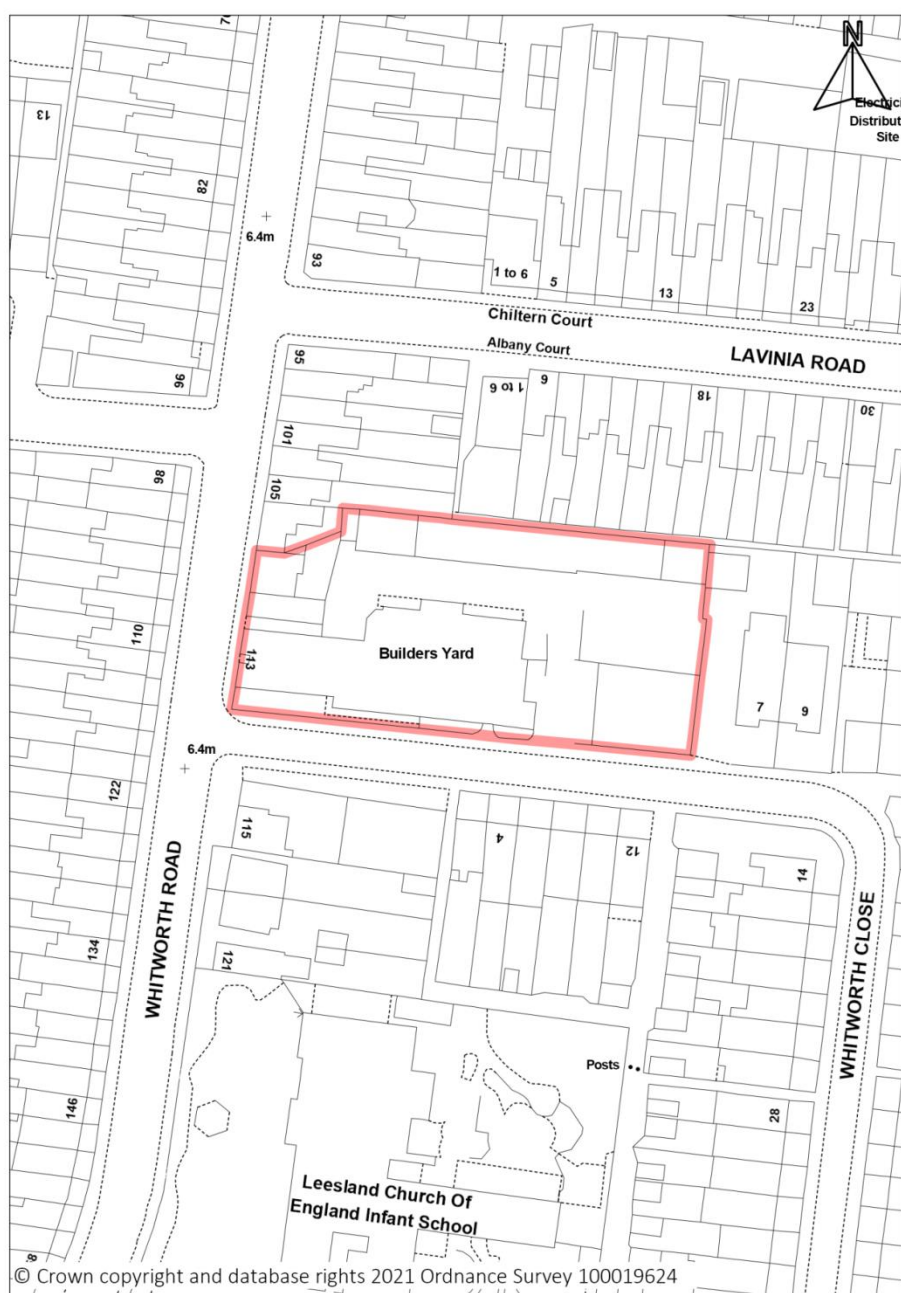 N
Electrici
Distribut
Site
70
13
82
6.4m
93
1 to 6
5
13
23
Chiltern Court
Albany Court
LAVINIA ROAD
96
95
1 to 6
6
18
30
101
98
105
110
113
Builders Yard
7
9
6.4m
122
115
4
12
14
WHITWORTH ROAD
134
121
WHITWORTH CLOSE
Posts
146
28
Leesland Church Of
England Infant School
© Crown copyright and database rights 2021 Ordnance Survey 100019624